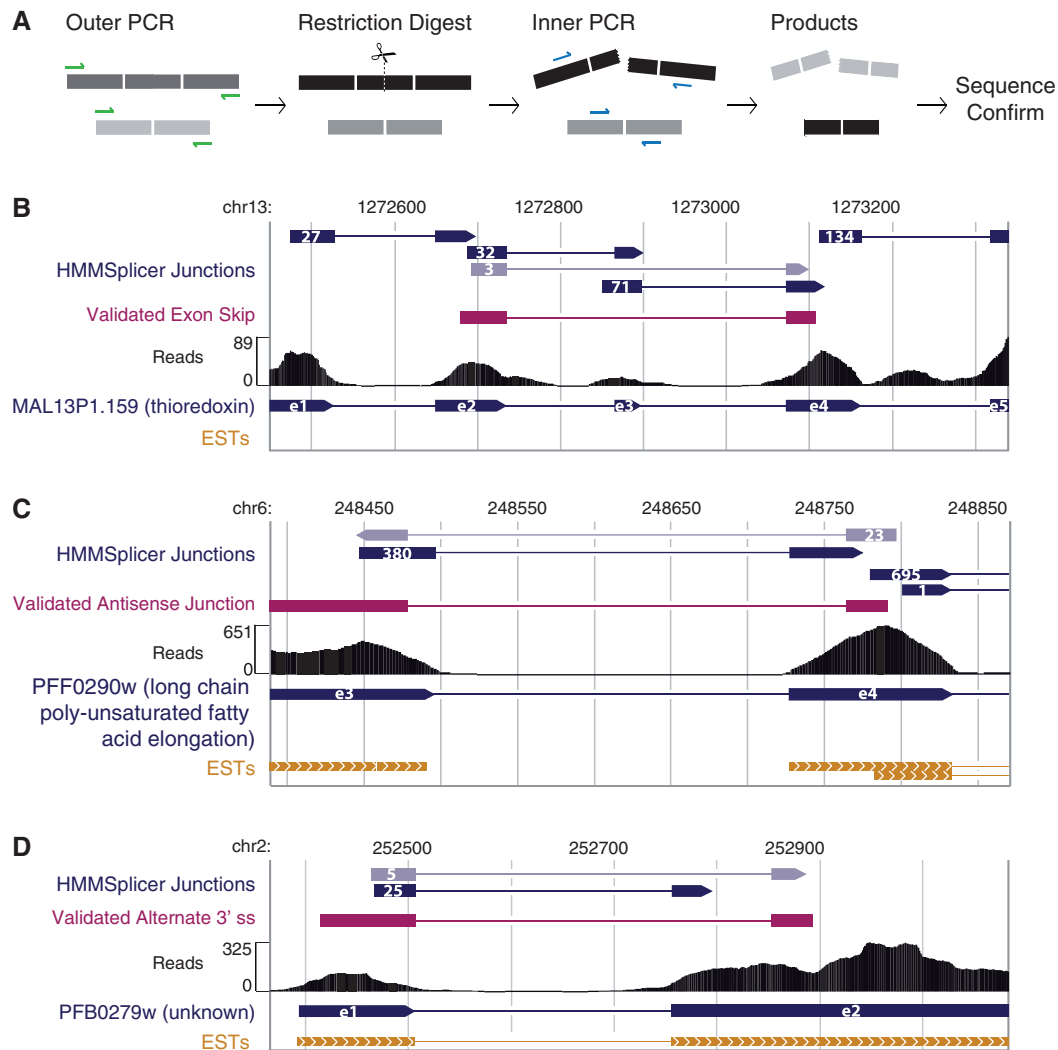 A
Outer PCR
Restriction Digest
Inner PCR
Products
Sequence
Confirm
B
chr13:
1272600
1272800
1273000
1273200
27
134
32
HMMSplicer Junctions
3
71
Validated Exon Skip
89
Reads
0
MAL13P1.159 (thioredoxin)
e1
e2
e3
e4
e5
ESTs
C
chr6:
248450
248550
248650
248750
248850
23
HMMSplicer Junctions
380
695
1
Validated Antisense Junction
651
Reads
0
PFF0290w (long chain
poly-unsaturated fatty
acid elongation)
e3
e4
ESTs
D
chr2:
252500
252700
252900
5
HMMSplicer Junctions
25
Validated Alternate 3' ss
325
Reads
0
PFB0279w (unknown)
e1
e2
ESTs